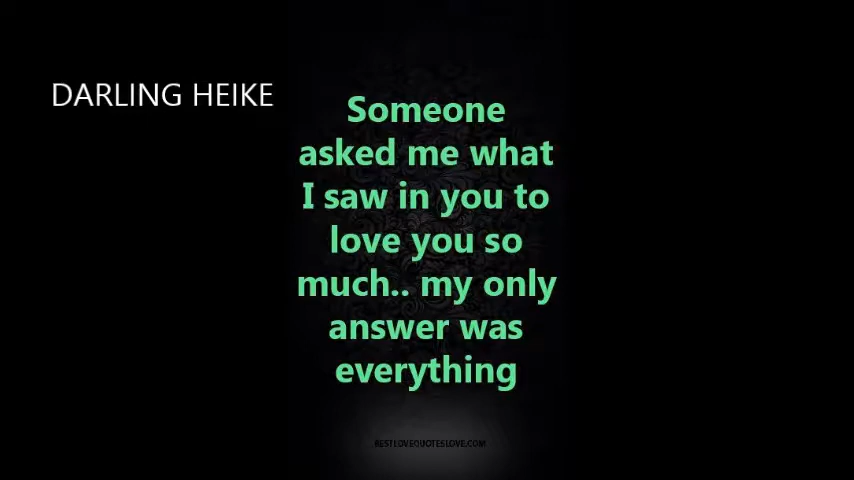 DARLING HEIKE
Someone
asked me what
I saw in you to
love you so
much.. my only
answer was
everything
BESTLOVEQUOTESLOVE.COM